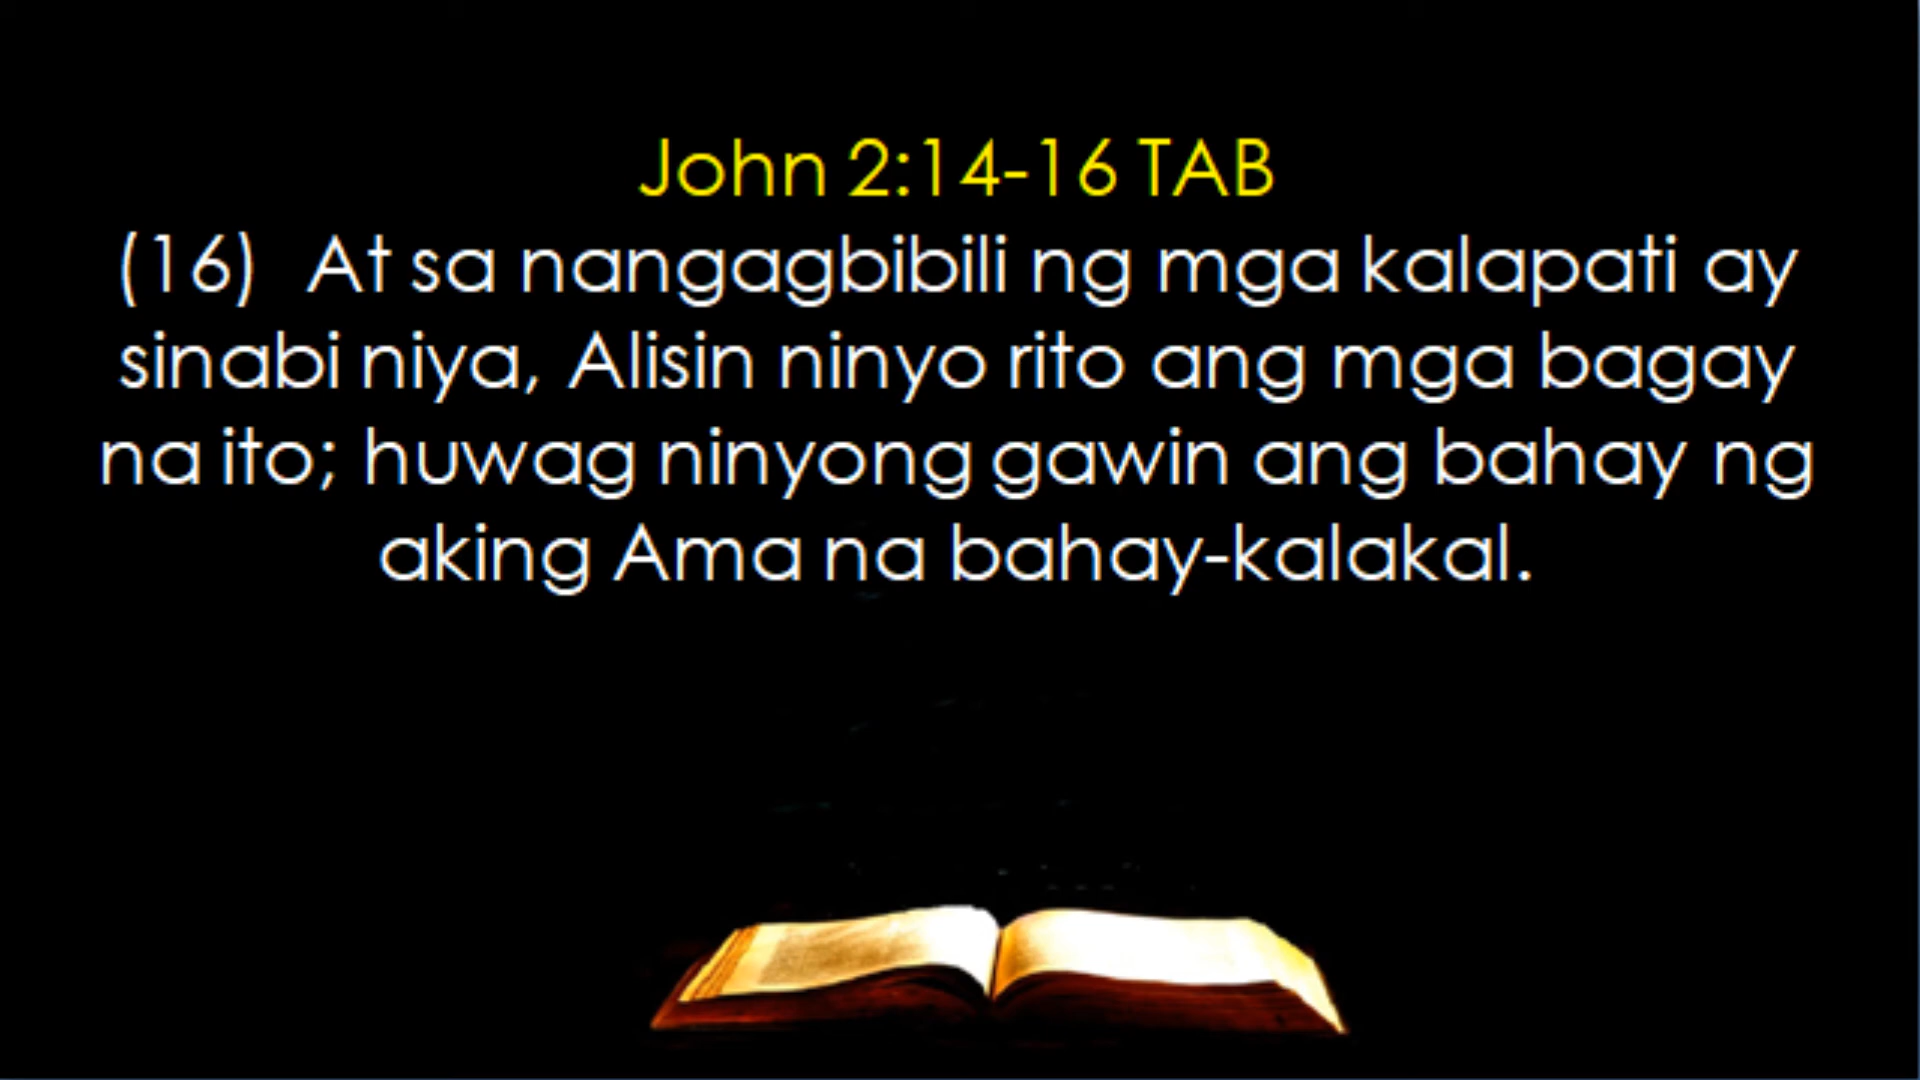 John 2:14-16 TAB
(16) At sa nangagbibili ng mga kalapati ay
sinabi niya, Alisin ninyo rito ang mga bagay
na ito; huwag ninyong gawin ang bahay ng
aking Ama na bahay-kalakal.